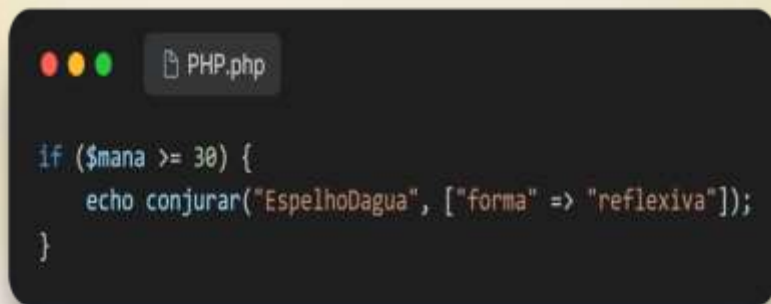 PHP.php
if ($mana >= 30) {
    echo conjurar("EspelhoDagua", ["forma" => "reflexiva"]);
}